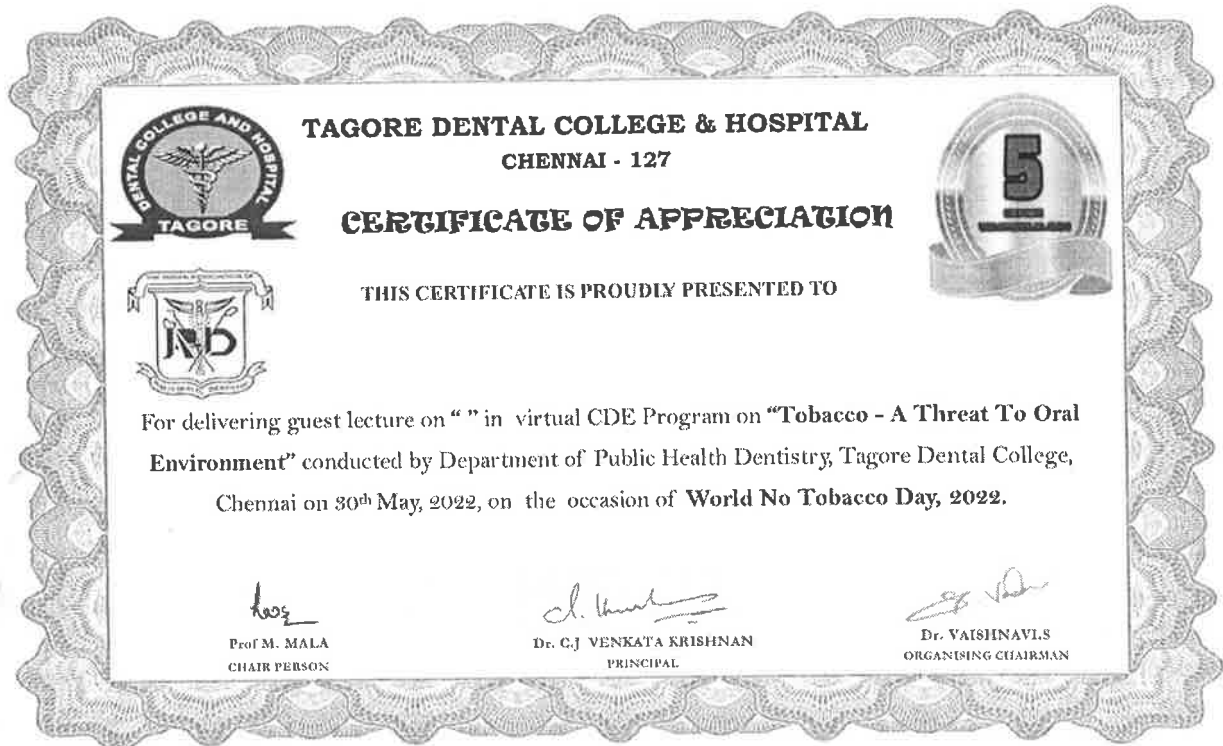 TAGORE DENTAL COLLEGE & HOSPITAL
CHENNAI - 127
DENTAL COLLEGE AND HOSPITAL
TAGORE
5
CERTIFICATE OF APPRECIATION
THIS CERTIFICATE IS PROUDLY PRESENTED TO
For delivering guest lecture on “ ” in virtual CDE Program on “Tobacco - A Threat To Oral
Environment” conducted by Department of Public Health Dentistry, Tagore Dental College,
Chennai on 30th May, 2022, on the occasion of World No Tobacco Day, 2022.
Prof M. MALA
CHAIR PERSON
Dr. C.J VENKATA KRISHNAN
PRINCIPAL
Dr. VAISHNAVI.S
ORGANISING CHAIRMAN